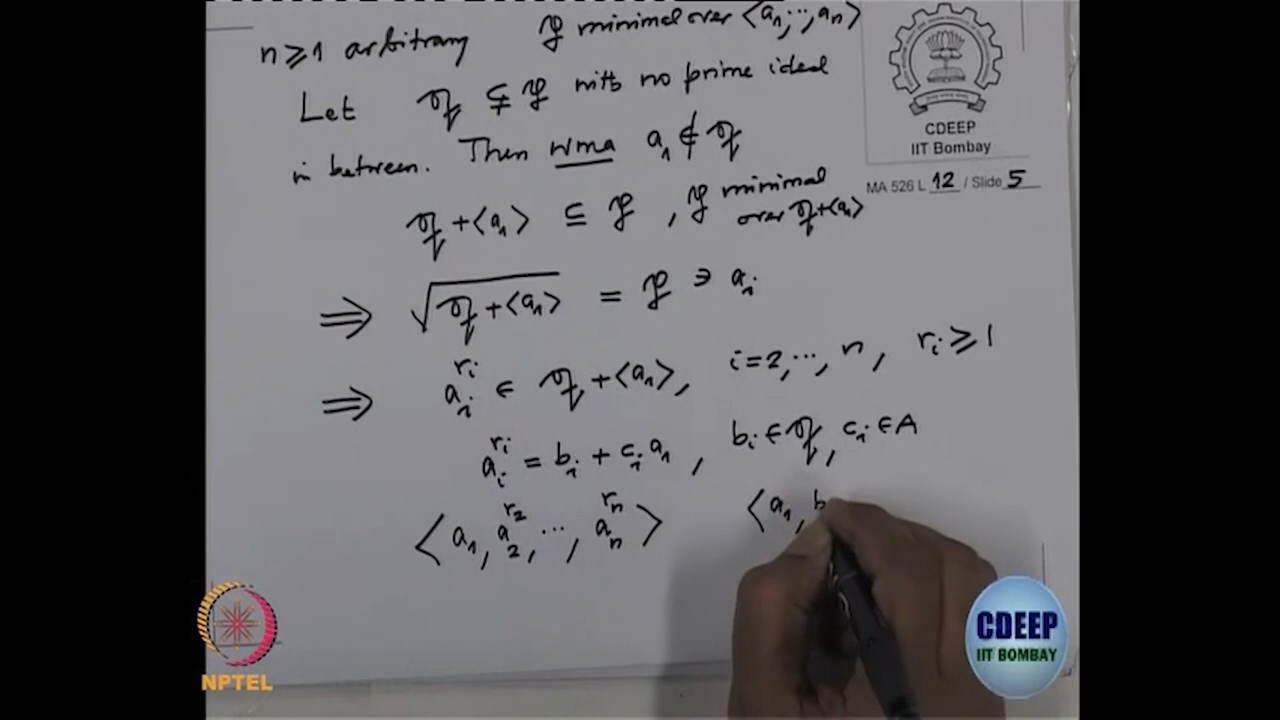 n ≥ 1 arbitrary 𝔭 minimal over ⟨a₁, ⋯, aₙ⟩
Let 𝔮 ⊊ 𝔭 with no prime ideal
in between. Then WMA a₁ ∉ 𝔮
𝔮 + ⟨a₁⟩ ⊆ 𝔭 , 𝔭 minimal
over 𝔮+⟨a₁⟩
⇒ √(𝔮 + ⟨a₁⟩) = 𝔭 ∋ aᵢ
⇒ aᵢ^{rᵢ} ∈ 𝔮 + ⟨a₁⟩, i=2, ⋯, n, rᵢ ≥ 1
aᵢ^{rᵢ} = bᵢ + cᵢ a₁ , bᵢ ∈ 𝔮, cᵢ ∈ A
⟨a₁, a₂^{r₂}, ⋯, aₙ^{rₙ}⟩ ⟨a₁, b
CDEEP
IIT Bombay
MA 526 L 12 / Slide 5
NPTEL
CDEEP
IIT BOMBAY